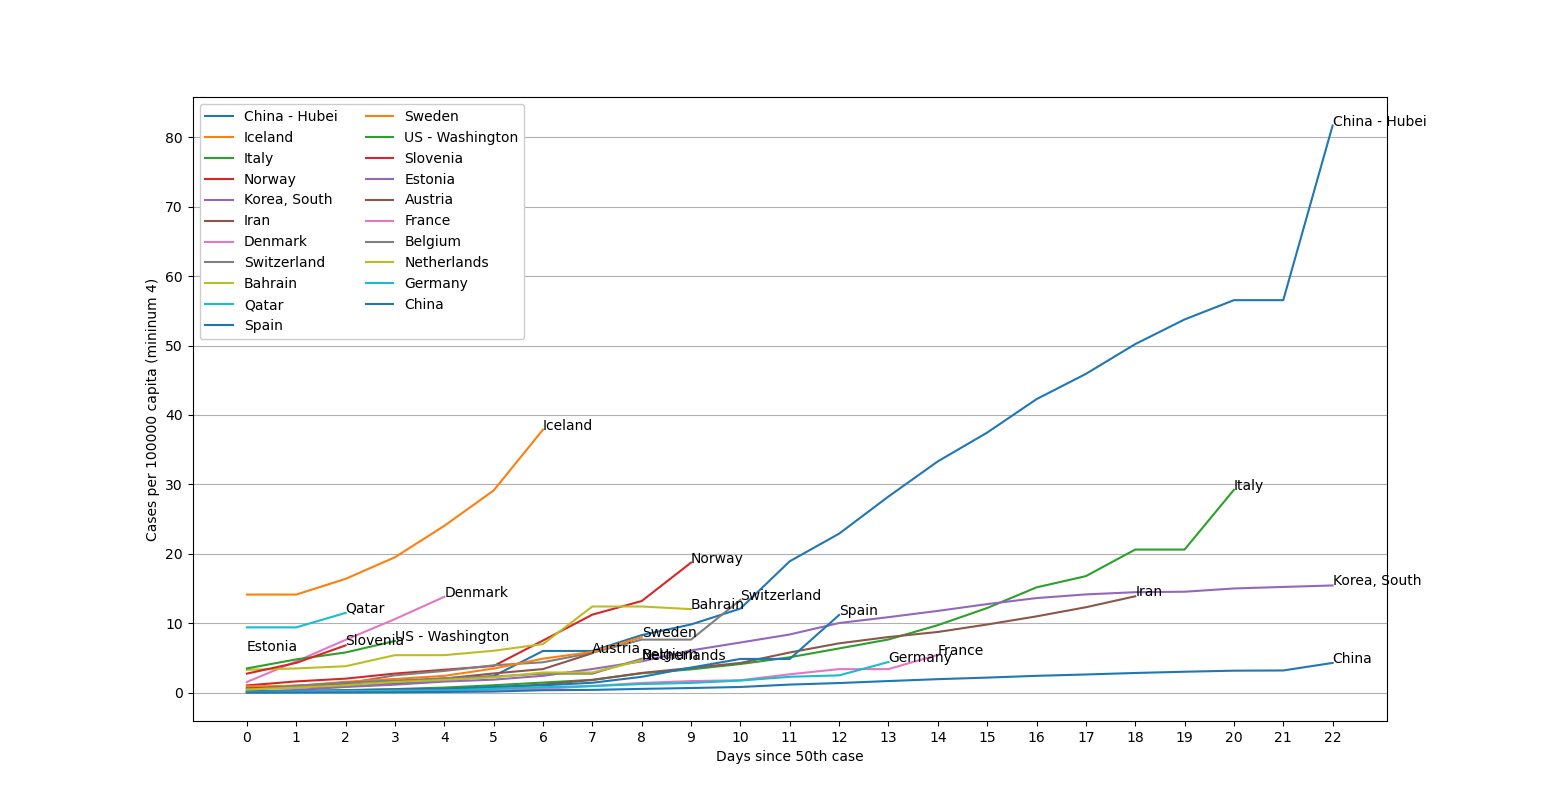 China - Hubei
Iceland
Italy
Norway
Korea, South
Iran
Denmark
Switzerland
Bahrain
Qatar
Spain
Sweden
US - Washington
Slovenia
Estonia
Austria
France
Belgium
Netherlands
Germany
China
Cases per 100000 capita (mininum 4)
80
70
60
50
40
30
20
10
0
China - Hubei
Iceland
Italy
Norway
Korea, South
Iran
Denmark
Switzerland
Bahrain
Qatar
Spain
Sweden
US - Washington
Slovenia
Estonia
Austria
France
Belgium
Netherlands
Germany
China
0 1 2 3 4 5 6 7 8 9 10 11 12 13 14 15 16 17 18 19 20 21 22
Days since 50th case